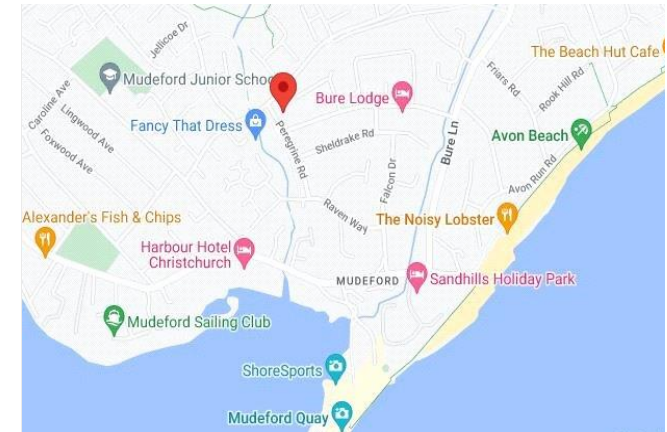 Jellicoe Dr
The Beach Hut Cafe
Caroline Ave
Mudeford Junior School
Friars Rd
Rook Hill Rd
Lingwood Ave
Bure Lodge
Fancy That Dress
Foxwood Ave
Peregrine Rd
Sheldrake Rd
Bure Ln
Avon Beach
Falcon Dr
Avon Run Rd
Raven Way
Alexander's Fish & Chips
The Noisy Lobster
Harbour Hotel
Christchurch
MUDEFORD
Sandhills Holiday Park
Mudeford Sailing Club
ShoreSports
Mudeford Quay